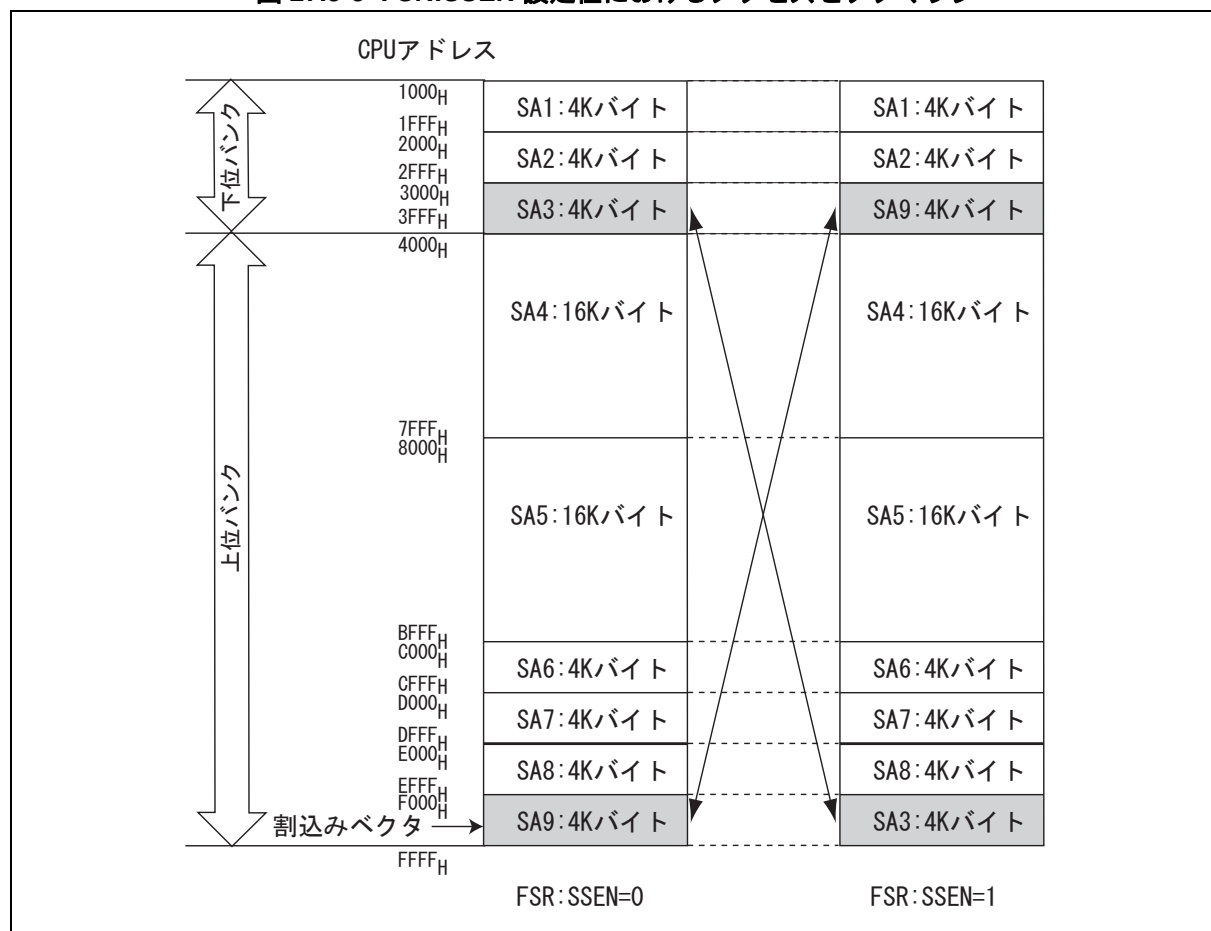 CPUアドレス
下位バンク
上位バンク
1000H
1FFFH
2000H
2FFFH
3000H
3FFFH
4000H
7FFFH
8000H
BFFFH
C000H
CFFFH
D000H
DFFFH
E000H
EFFFH
F000H
割込みベクタ
FFFFH
SA1:4Kバイト
SA2:4Kバイト
SA3:4Kバイト
SA4:16Kバイト
SA5:16Kバイト
SA6:4Kバイト
SA7:4Kバイト
SA8:4Kバイト
SA9:4Kバイト
FSR:SSEN=0
SA1:4Kバイト
SA2:4Kバイト
SA9:4Kバイト
SA4:16Kバイト
SA5:16Kバイト
SA6:4Kバイト
SA7:4Kバイト
SA8:4Kバイト
SA3:4Kバイト
FSR:SSEN=1